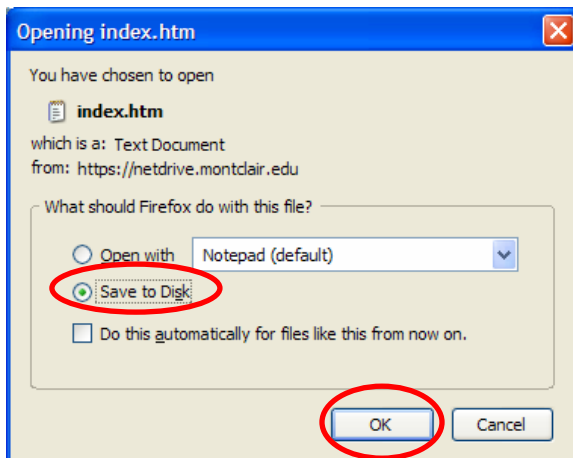 Opening index.htm
You have chosen to open
index.htm
which is a: Text Document
from: https://netdrive.montclair.edu
What should Firefox do with this file?
Open with Notepad (default)
Save to Disk
Do this automatically for files like this from now on.
OK Cancel